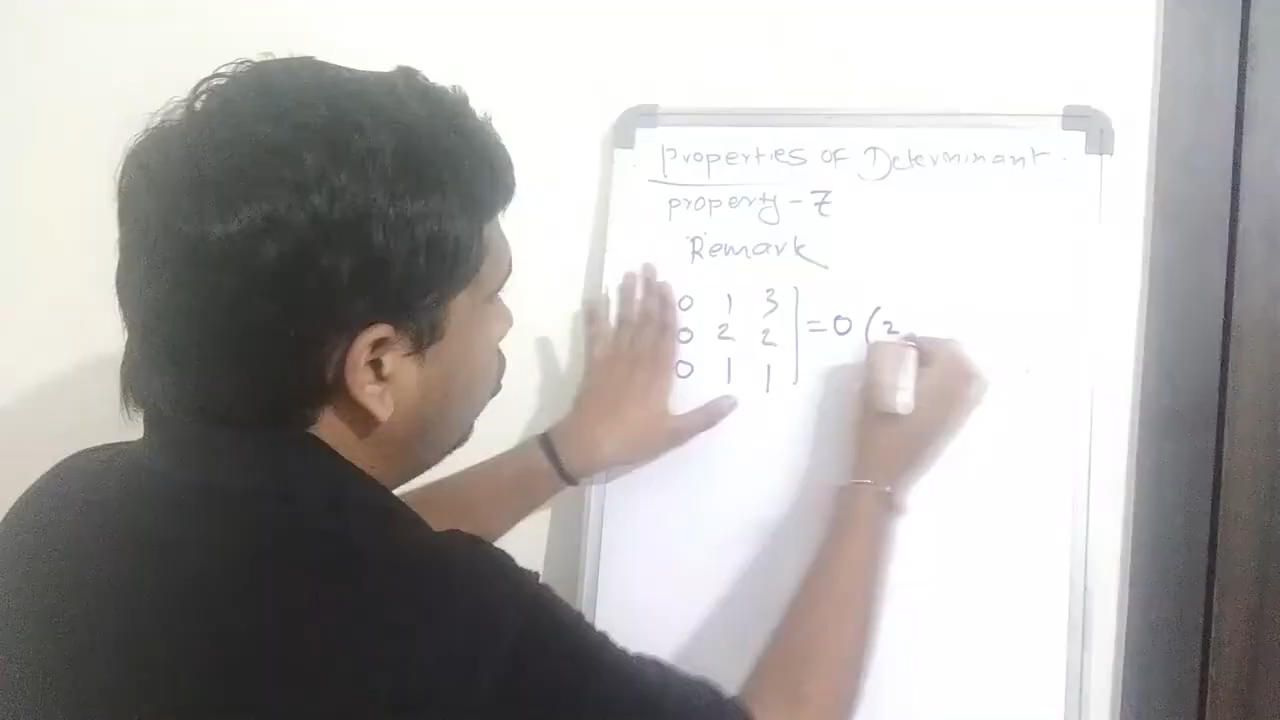 Properties of Determinant.
property - 7
Remark
0 1 3
0 2 2 | = 0 (2
0 1 1